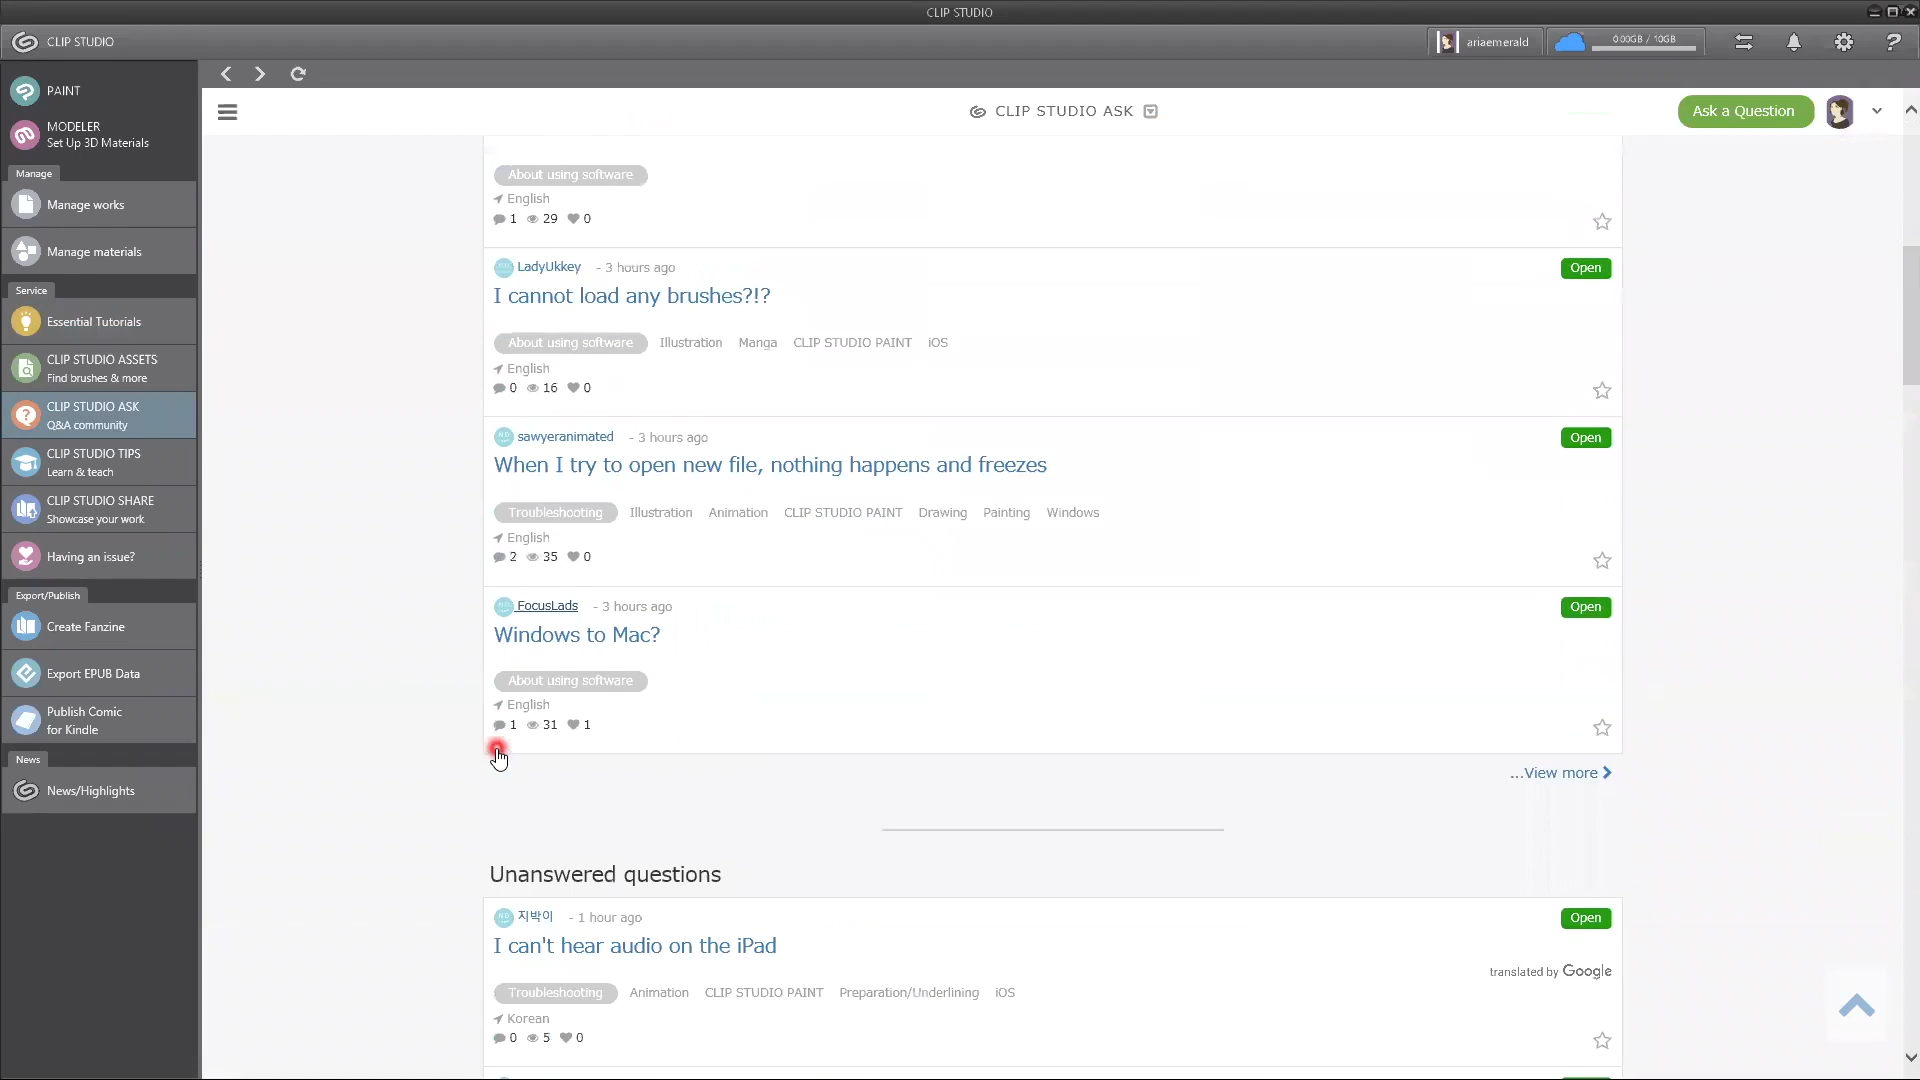 CLIP STUDIO
CLIP STUDIO
ariaemerald
0.00GB / 10GB
PAINT
MODELER
Set Up 3D Materials
Manage
Manage works
Manage materials
Service
Essential Tutorials
CLIP STUDIO ASSETS
Find brushes & more
CLIP STUDIO ASK
Q&A community
CLIP STUDIO TIPS
Learn & teach
CLIP STUDIO SHARE
Showcase your work
Having an issue?
Export/Publish
Create Fanzine
Export EPUB Data
Publish Comic
for Kindle
News
News/Highlights
CLIP STUDIO ASK
Ask a Question
About using software
English
1 29 0
LadyUkkey - 3 hours ago
Open
I cannot load any brushes?!?
About using software Illustration Manga CLIP STUDIO PAINT iOS
English
0 16 0
sawyeranimated - 3 hours ago
Open
When I try to open new file, nothing happens and freezes
Troubleshooting Illustration Animation CLIP STUDIO PAINT Drawing Painting Windows
English
2 35 0
FocusLads - 3 hours ago
Open
Windows to Mac?
About using software
English
1 31 1
...View more
Unanswered questions
지박이 - 1 hour ago
Open
I can't hear audio on the iPad
translated by Google
Troubleshooting Animation CLIP STUDIO PAINT Preparation/Underlining iOS
Korean
0 5 0